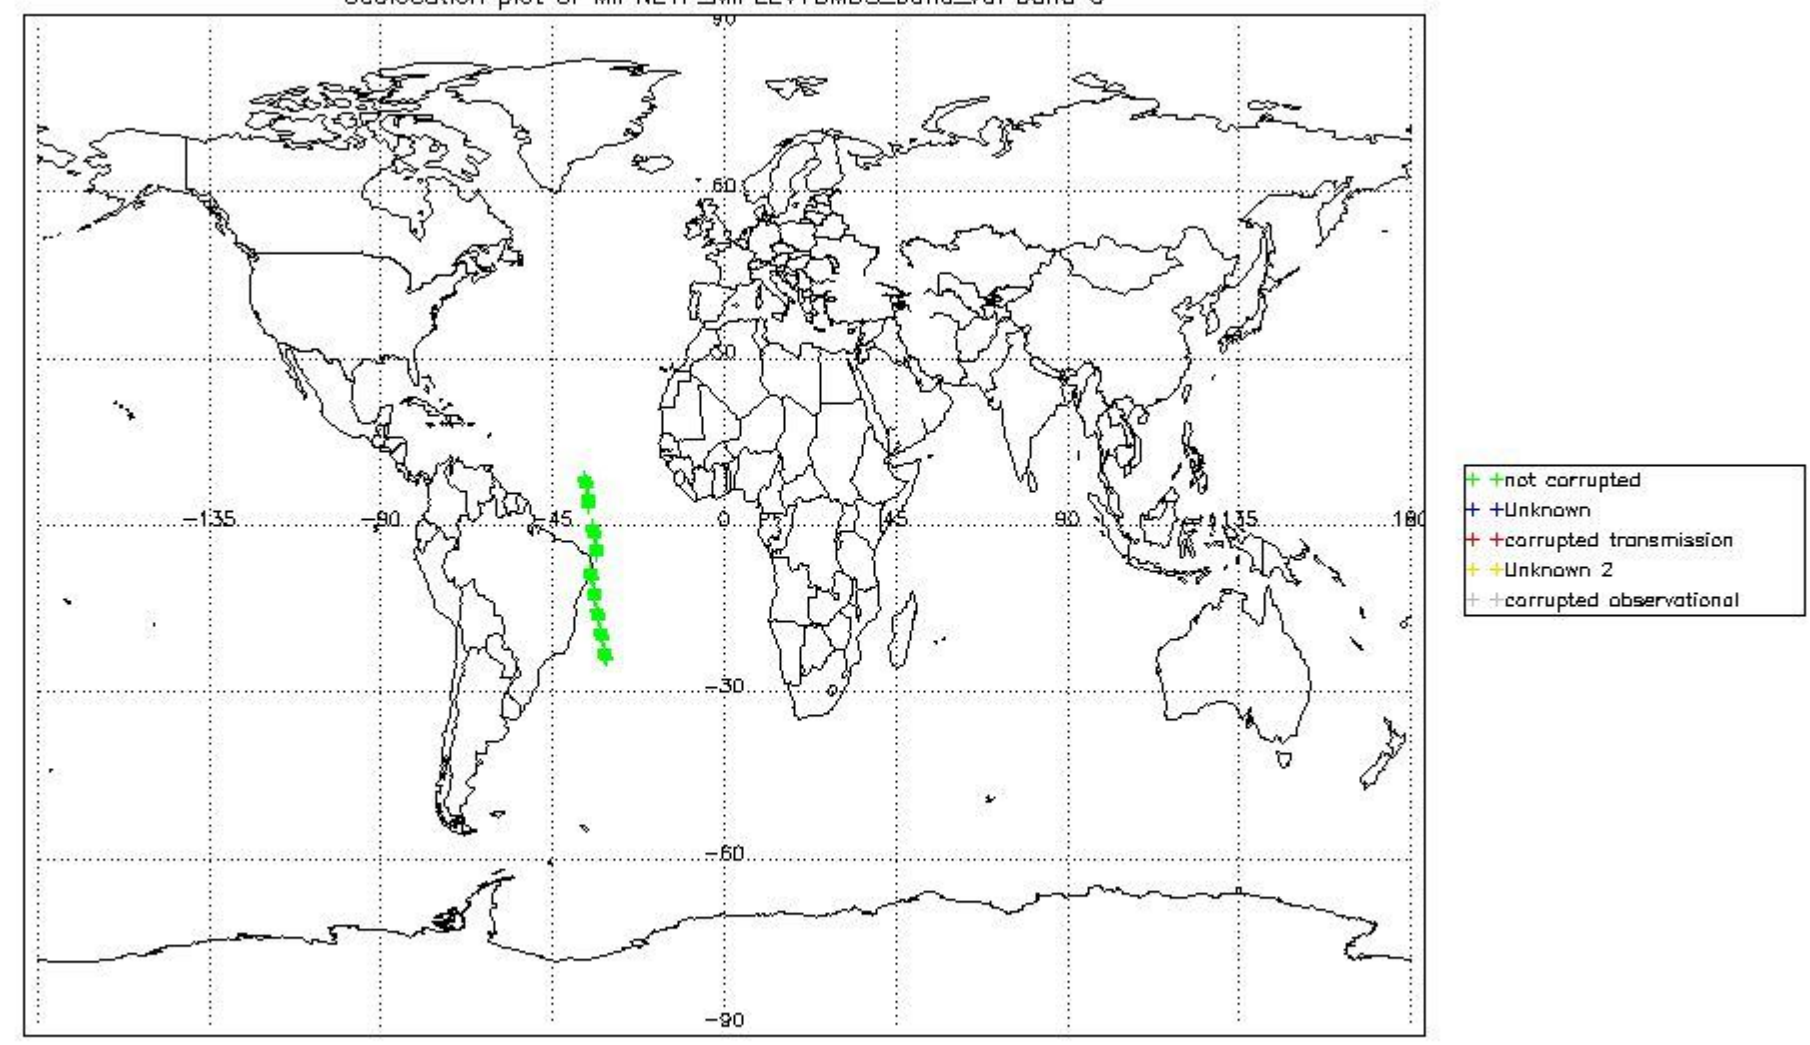 90
60
30
-135
-90
-45
0
45
90
135
180
-30
-60
-90
not corrupted
Unknown
corrupted transmission
Unknown 2
corrupted observational